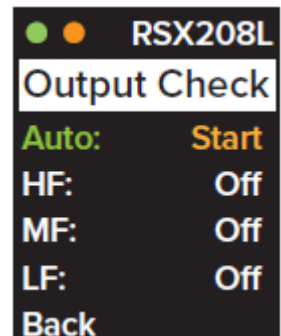 RSX208L
Output Check
Auto: Start
HF: Off
MF: Off
LF: Off
Back